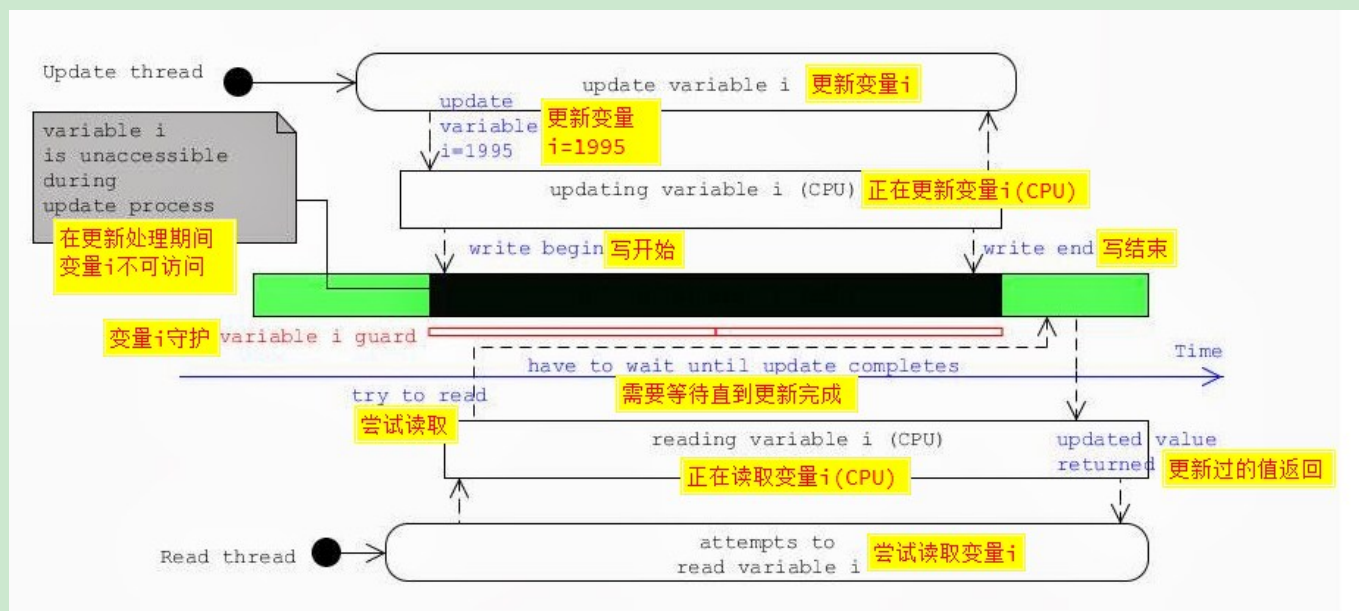 Update thread
update variable i 更新变量i
update
variable
i=1995
更新变量
i=1995
variable i
is unaccessible
during
update process
在更新处理期间
变量i不可访问
updating variable i (CPU) 正在更新变量i(CPU)
write begin 写开始
write end 写结束
变量i守护 variable i guard
have to wait until update completes
需要等待直到更新完成
Time
try to read
尝试读取
reading variable i (CPU)
正在读取变量i(CPU)
updated value
returned 更新过的值返回
Read thread
attempts to
read variable i
尝试读取变量i